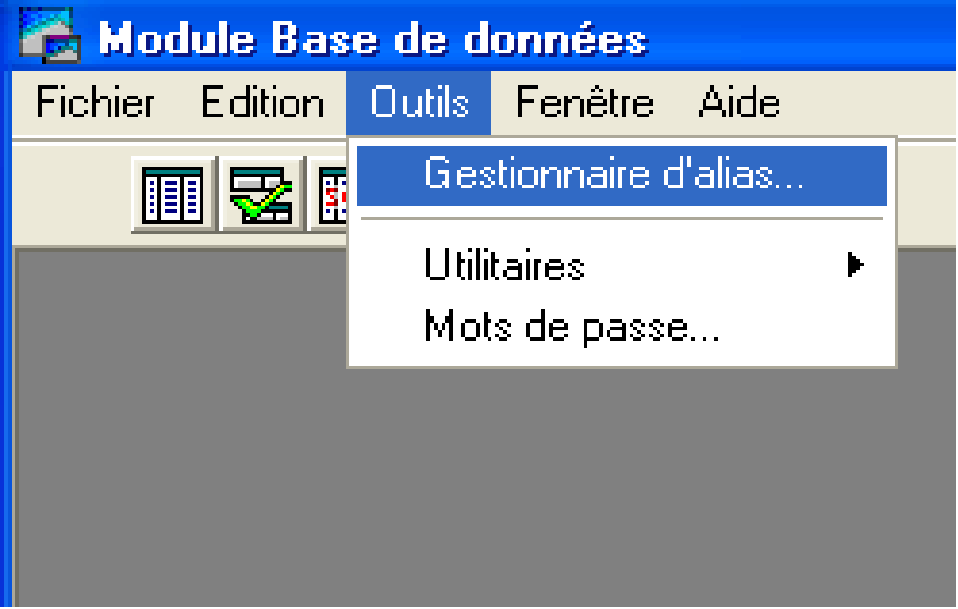 Module Base de données
Fichier Edition Outils Fenêtre Aide
Gestionnaire d'alias...
Utilitaires
Mots de passe...